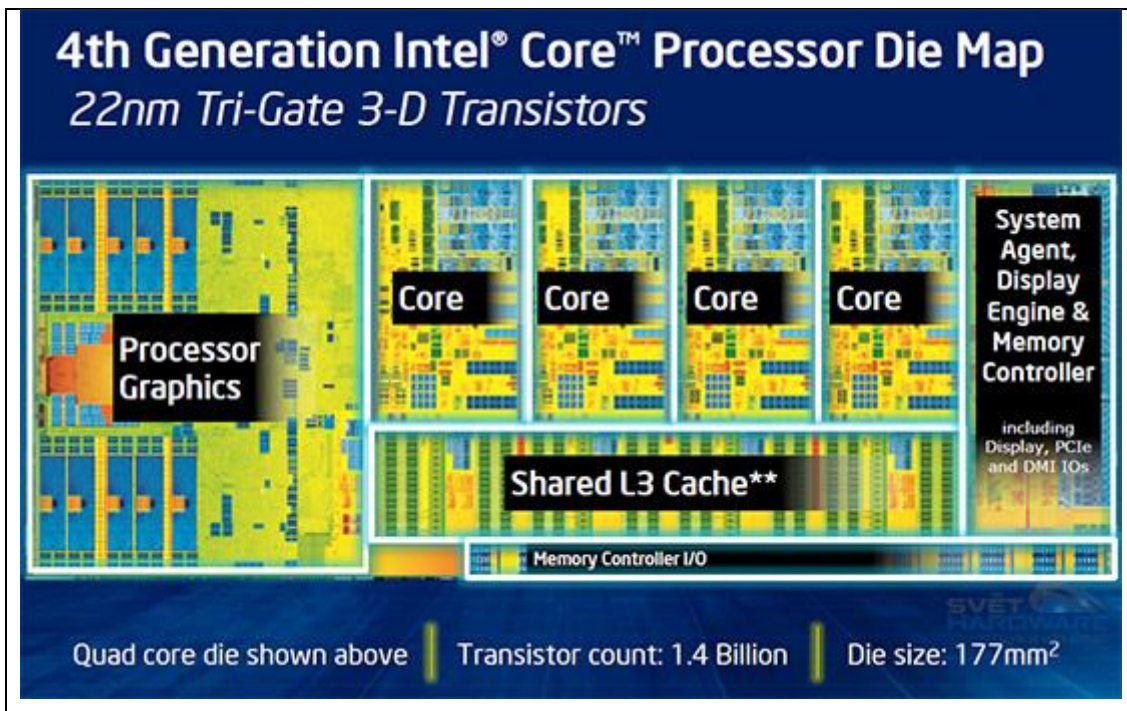 4th Generation Intel® Core™ Processor Die Map
22nm Tri-Gate 3-D Transistors
Processor
Graphics
Core
Core
Core
Core
System
Agent,
Display
Engine &
Memory
Controller
including
Display, PCIe
and DMI IOs
Shared L3 Cache**
Memory Controller I/O
SVĚT
HARDWARE
Quad core die shown above
Transistor count: 1.4 Billion
Die size: 177mm²